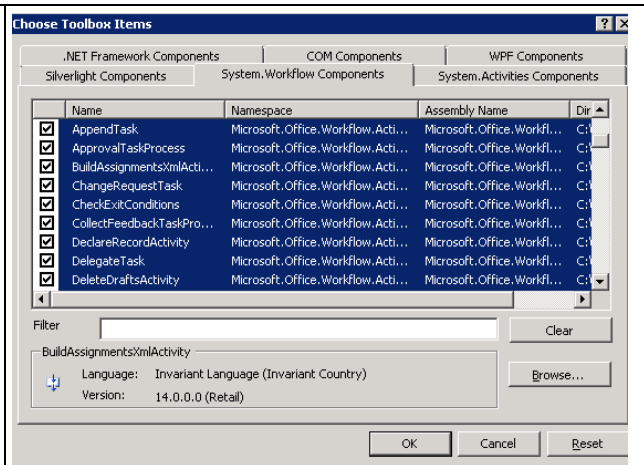 Choose Toolbox Items
.NET Framework Components COM Components WPF Components
Silverlight Components System.Workflow Components System.Activities Components
Name Namespace Assembly Name Dir
AppendTask Microsoft.Office.Workflow.Acti... Microsoft.Office.Workfl... C:\
ApprovalTaskProcess Microsoft.Office.Workflow.Acti... Microsoft.Office.Workfl... C:\
BuildAssignmentsXmlActi... Microsoft.Office.Workflow.Acti... Microsoft.Office.Workfl... C:\
ChangeRequestTask Microsoft.Office.Workflow.Acti... Microsoft.Office.Workfl... C:\
CheckExitConditions Microsoft.Office.Workflow.Acti... Microsoft.Office.Workfl... C:\
CollectFeedbackTaskPro... Microsoft.Office.Workflow.Acti... Microsoft.Office.Workfl... C:\
DeclareRecordActivity Microsoft.Office.Workflow.Acti... Microsoft.Office.Workfl... C:\
DelegateTask Microsoft.Office.Workflow.Acti... Microsoft.Office.Workfl... C:\
DeleteDraftsActivity Microsoft.Office.Workflow.Acti... Microsoft.Office.Workfl... C:\
Filter Clear
BuildAssignmentsXmlActivity
Language: Invariant Language (Invariant Country) Browse...
Version: 14.0.0.0 (Retail)
OK Cancel Reset